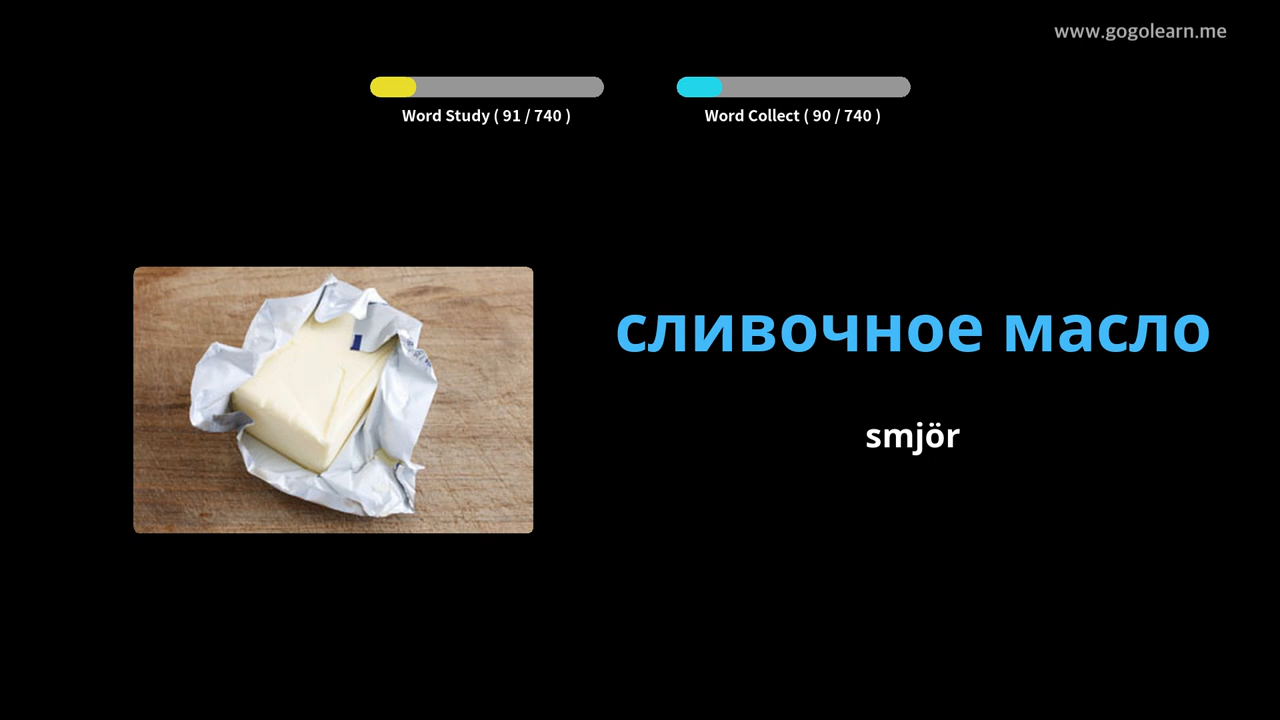 www.gogolearn.me
Word Study ( 91 / 740 )
Word Collect ( 90 / 740 )
сливочное масло
smjör